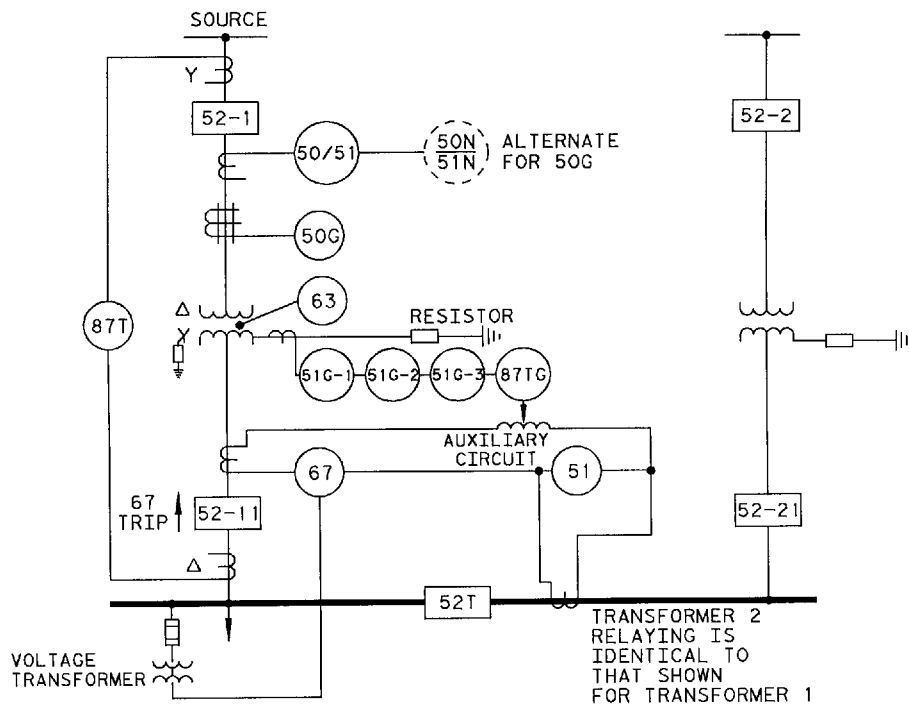 SOURCE
Y
52-1
52-2
50/51
50N
51N
ALTERNATE
FOR 50G
50G
63
Δ
Y
RESISTOR
87T
51G-1
51G-2
51G-3
87TG
AUXILIARY
CIRCUIT
67
51
67
TRIP
52-11
52-21
Δ
52T
TRANSFORMER 2
RELAYING IS
IDENTICAL TO
THAT SHOWN
FOR TRANSFORMER 1
VOLTAGE
TRANSFORMER